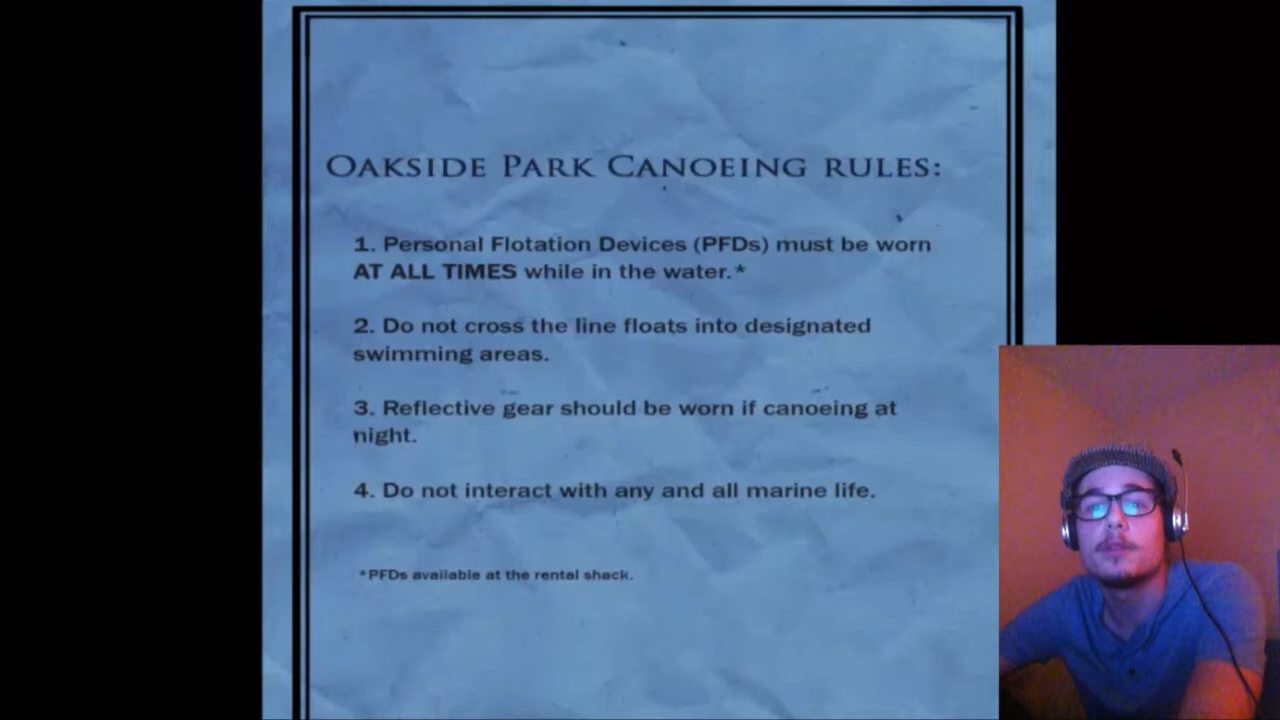 OAKSIDE PARK CANOEING RULES:
1. Personal Flotation Devices (PFDs) must be worn
AT ALL TIMES while in the water.*
2. Do not cross the line floats into designated
swimming areas.
3. Reflective gear should be worn if canoeing at
night.
4. Do not interact with any and all marine life.
*PFDs available at the rental shack.